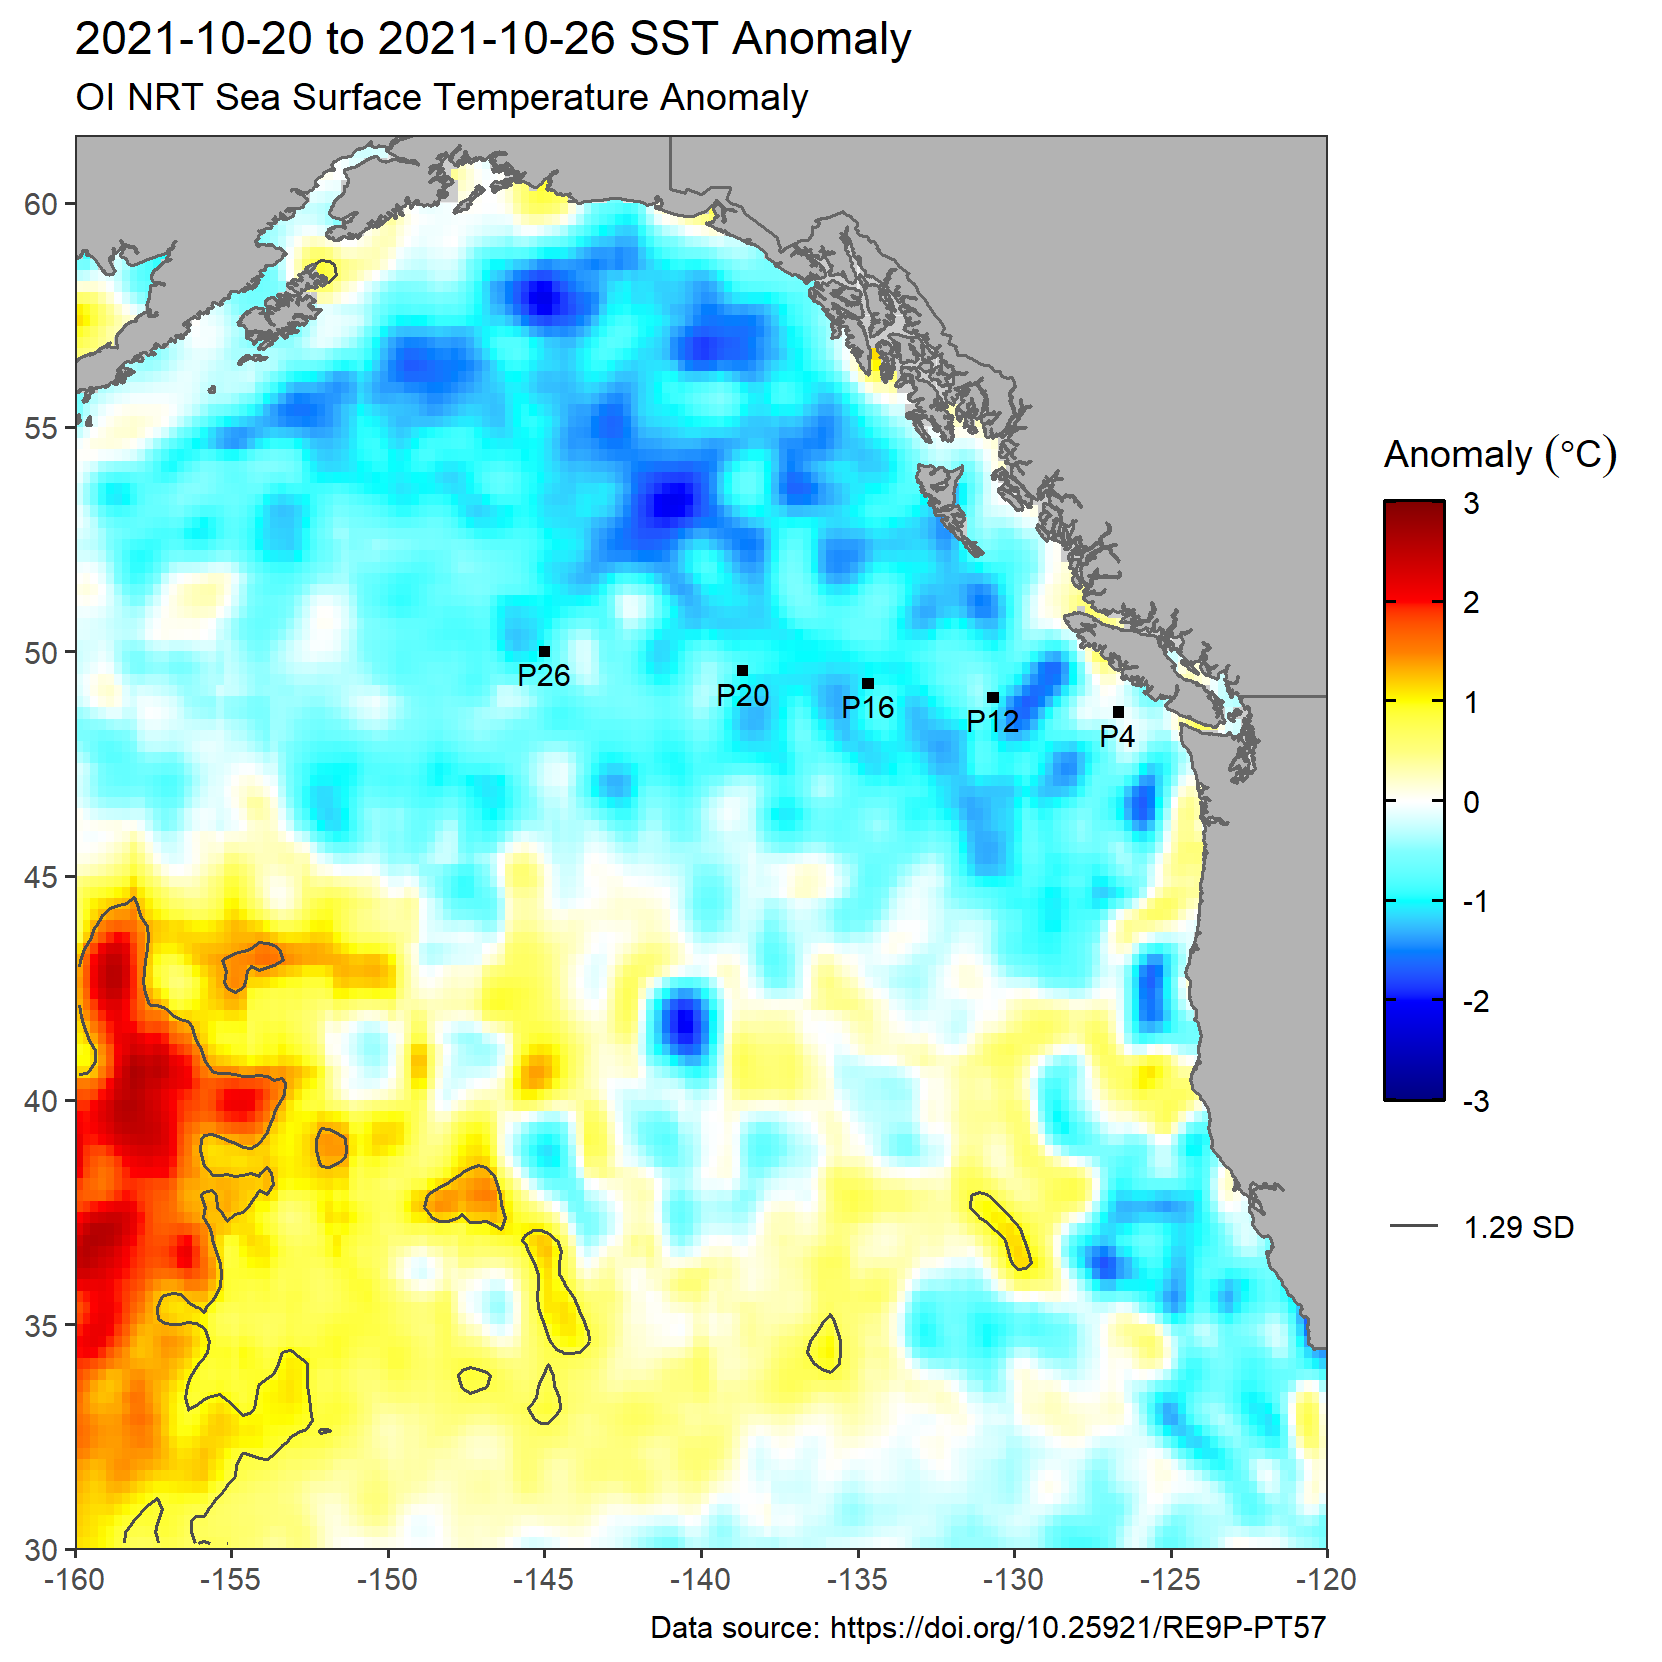 2021-10-20 to 2021-10-26 SST Anomaly
OI NRT Sea Surface Temperature Anomaly
60
55
50
45
40
35
30
-160
-155
-150
-145
-140
-135
-130
-125
-120
P26
P20
P16
P12
P4
Anomaly (°C)
3
2
1
0
-1
-2
-3
1.29 SD
Data source: https://doi.org/10.25921/RE9P-PT57